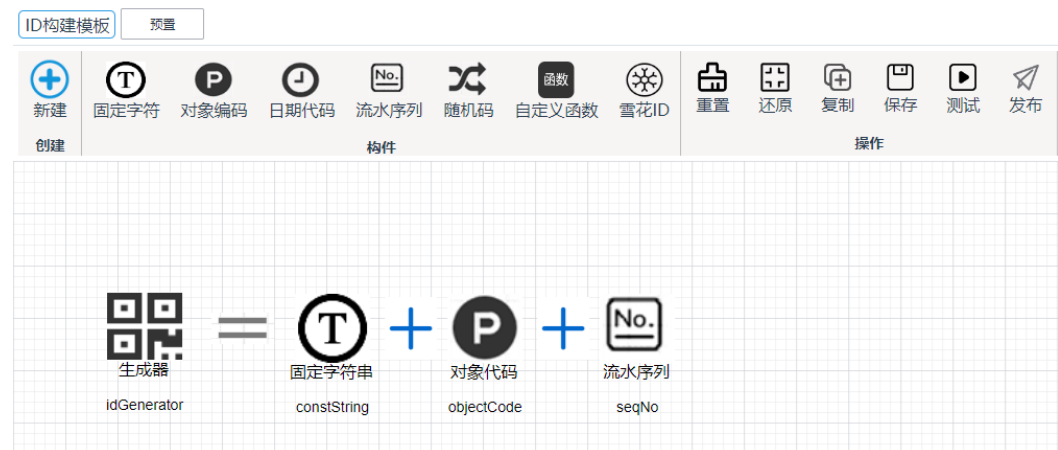 ID构建模板 预置
T P No. 函数
新建 固定字符 对象编码 日期代码 流水序列 随机码 自定义函数 雪花ID 重置 还原 复制 保存 测试 发布
创建 构件 操作
T P No.
生成器 固定字符串 对象代码 流水序列
idGenerator constString objectCode seqNo